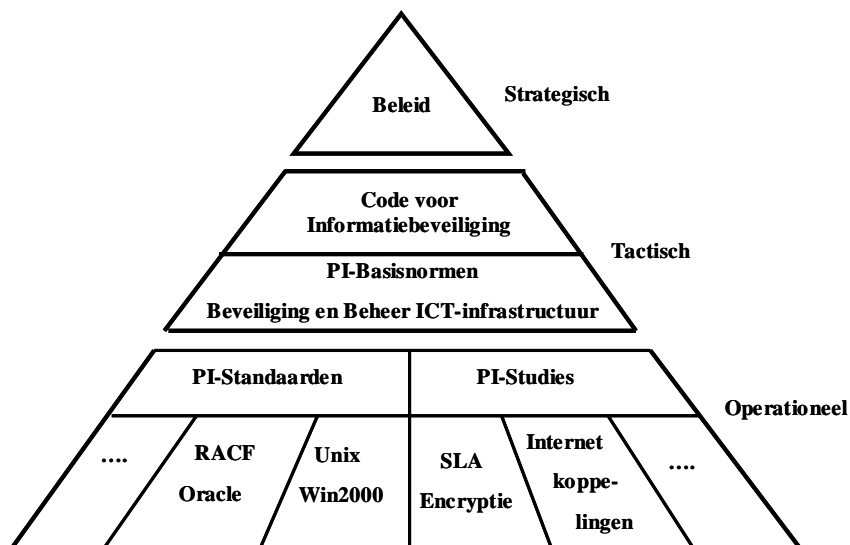 Beleid
Strategisch
Code voor
Informatiebeveiliging
Tactisch
PI-Basisnormen
Beveiliging en Beheer ICT-infrastructuur
PI-Standaarden
PI-Studies
Operationeel
....
RACF
Oracle
Unix
Win2000
SLA
Encryptie
Internet
koppe-
lingen
....